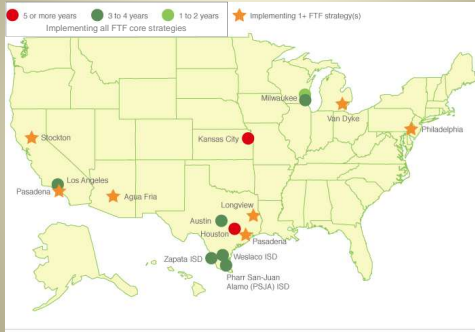 5 or more years 3 to 4 years 1 to 2 years Implementing 1+ FTF strategy(s)
Implementing all FTF core strategies
Milwaukee
Van Dyke
Stockton
Kansas City
Philadelphia
Los Angeles
Pasadena
Agua Fria
Longview
Austin
Houston
Pasadena
Zapata ISD
Weslaco ISD
Pharr San-Juan
Alamo (PSJA) ISD